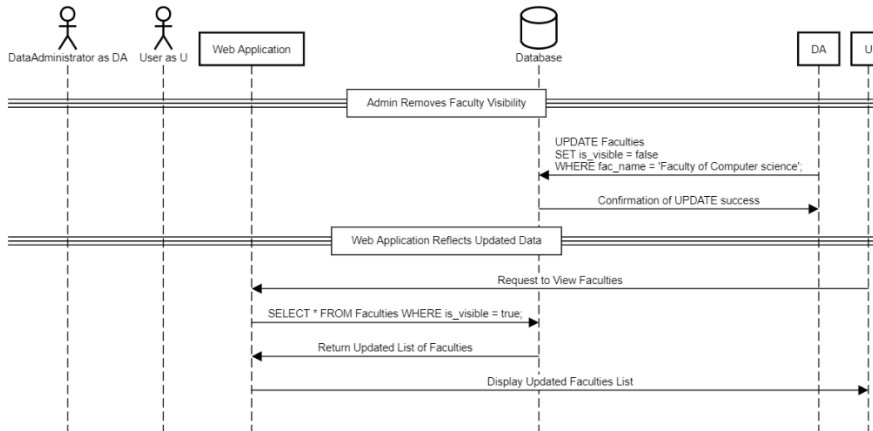 DataAdministrator as DA
User as U
Web Application
Database
DA
U
Admin Removes Faculty Visibility
UPDATE Faculties
SET is_visible = false
WHERE fac_name = 'Faculty of Computer science';
Confirmation of UPDATE success
Web Application Reflects Updated Data
Request to View Faculties
SELECT * FROM Faculties WHERE is_visible = true;
Return Updated List of Faculties
Display Updated Faculties List